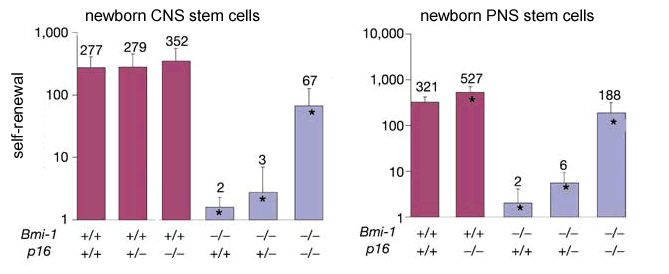 newborn CNS stem cells
self-renewal
1,000
100
10
1
277 279 352 2 3 67
* * *
Bmi-1 +/+ +/+ +/+ –/– –/– –/–
p16 +/+ +/– –/– +/+ +/– –/–
newborn PNS stem cells
10,000
1,000
100
10
1
321 527 2 6 188
* * * *
Bmi-1 +/+ +/+ –/– –/– –/–
p16 +/+ –/– +/+ +/– –/–